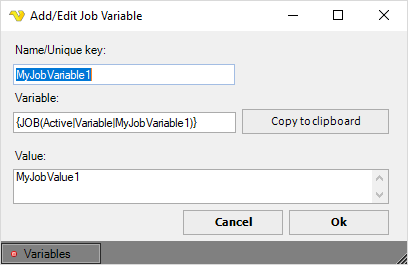 Add/Edit Job Variable
Name/Unique key:
MyJobVariable1
Variable:
{JOB(Active|Variable|MyJobVariable1)}
Copy to clipboard
Value:
MyJobValue1
Cancel
Ok
Variables